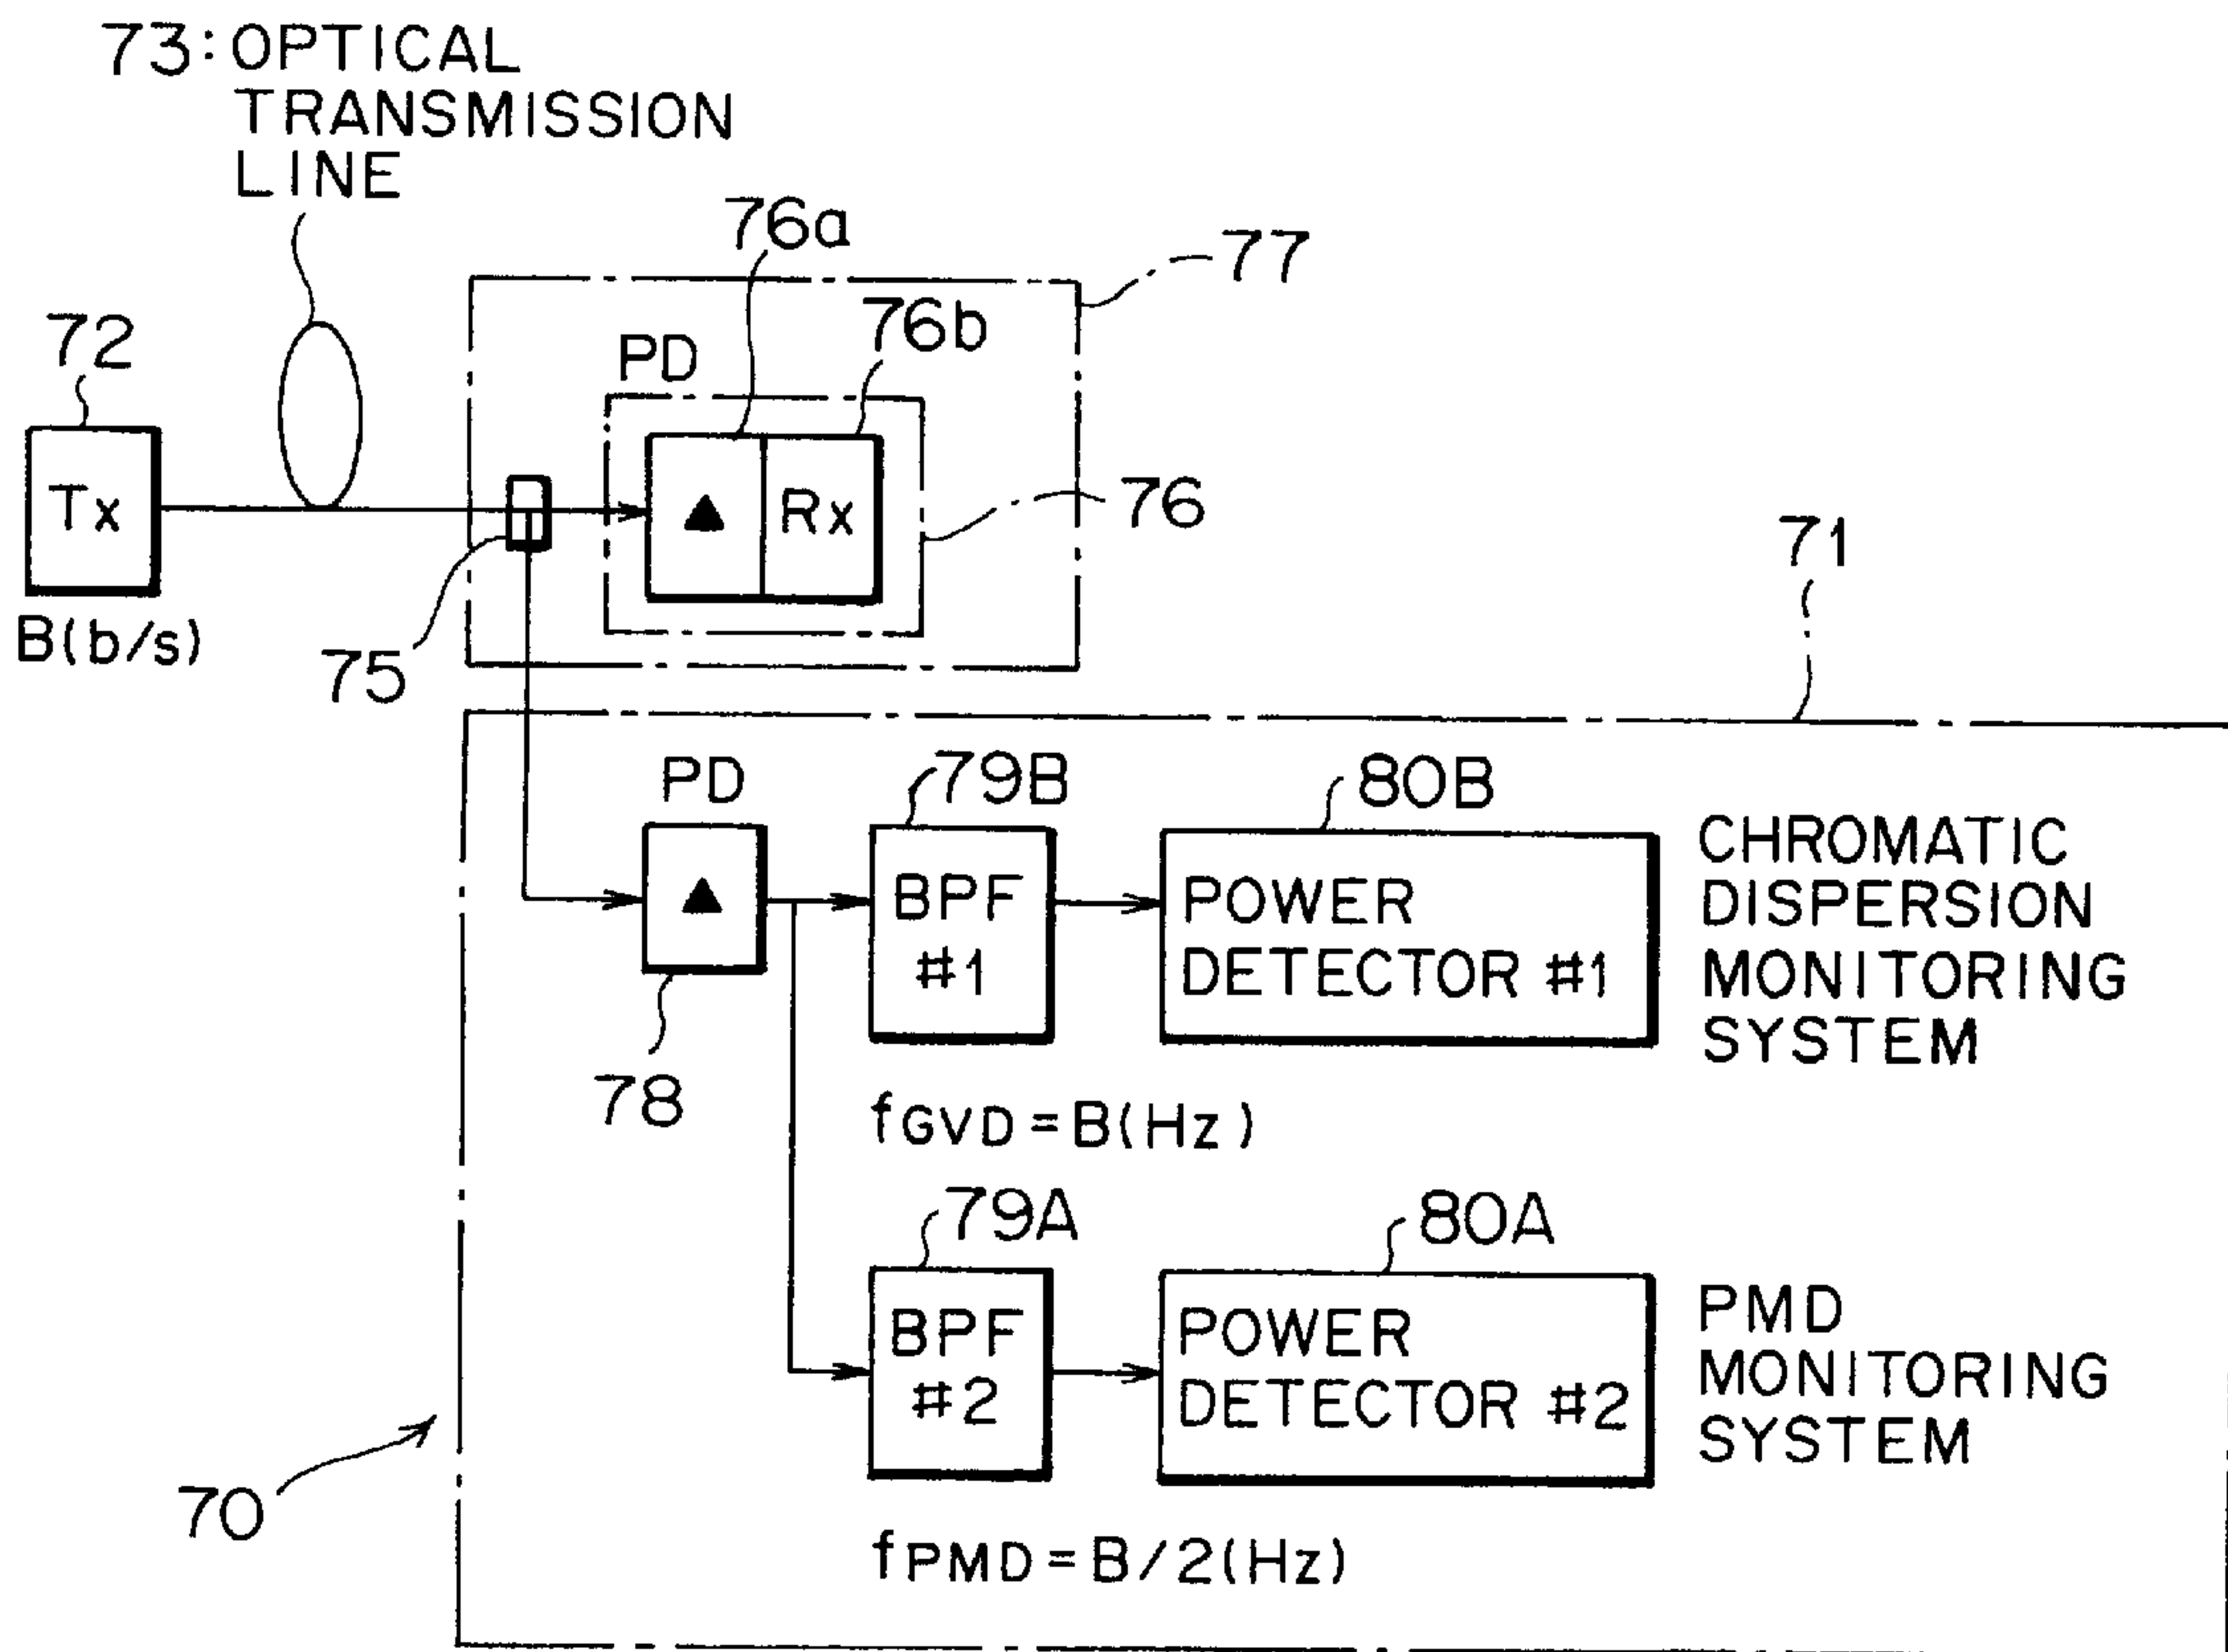 73: OPTICAL
TRANSMISSION
LINE
76a
77
72
PD
76b
Tx
Rx
76
B(b/s)
75
71
PD
79B
80B
BPF
#1
POWER
DETECTOR #1
CHROMATIC
DISPERSION
MONITORING
SYSTEM
78
fGVD = B(Hz)
79A
80A
BPF
#2
POWER
DETECTOR #2
PMD
MONITORING
SYSTEM
70
fPMD = B/2(Hz)